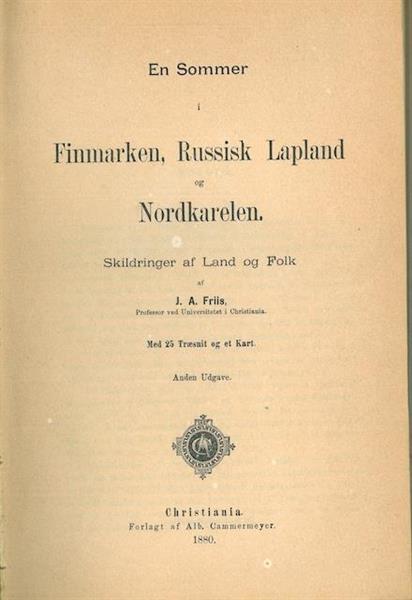 En Sommer
i
Finmarken, Russisk Lapland
og
Nordkarelen.
Skildringer af Land og Folk
af
J. A. Friis,
Professor ved Universitetet i Christiania.
Med 25 Træsnit og et Kart.
Anden Udgave.
Christiania.
Forlagt af Alb. Cammermeyer.
1880.